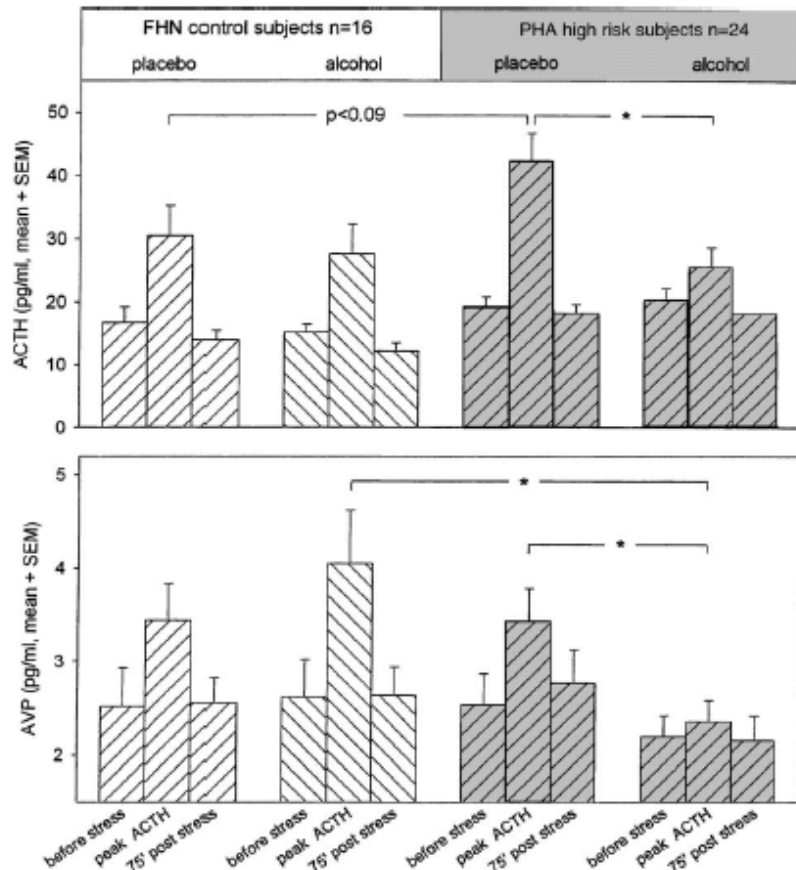 FHN control subjects n=16
PHA high risk subjects n=24
placebo
alcohol
placebo
alcohol
ACTH (pg/ml, mean + SEM)
50
40
30
20
10
0
p<0.09
*
AVP (pg/ml, mean + SEM)
5
4
3
2
*
*
before stress
peak ACTH
75' post stress
before stress
peak ACTH
75' post stress
before stress
peak ACTH
75' post stress
before stress
peak ACTH
75' post stress